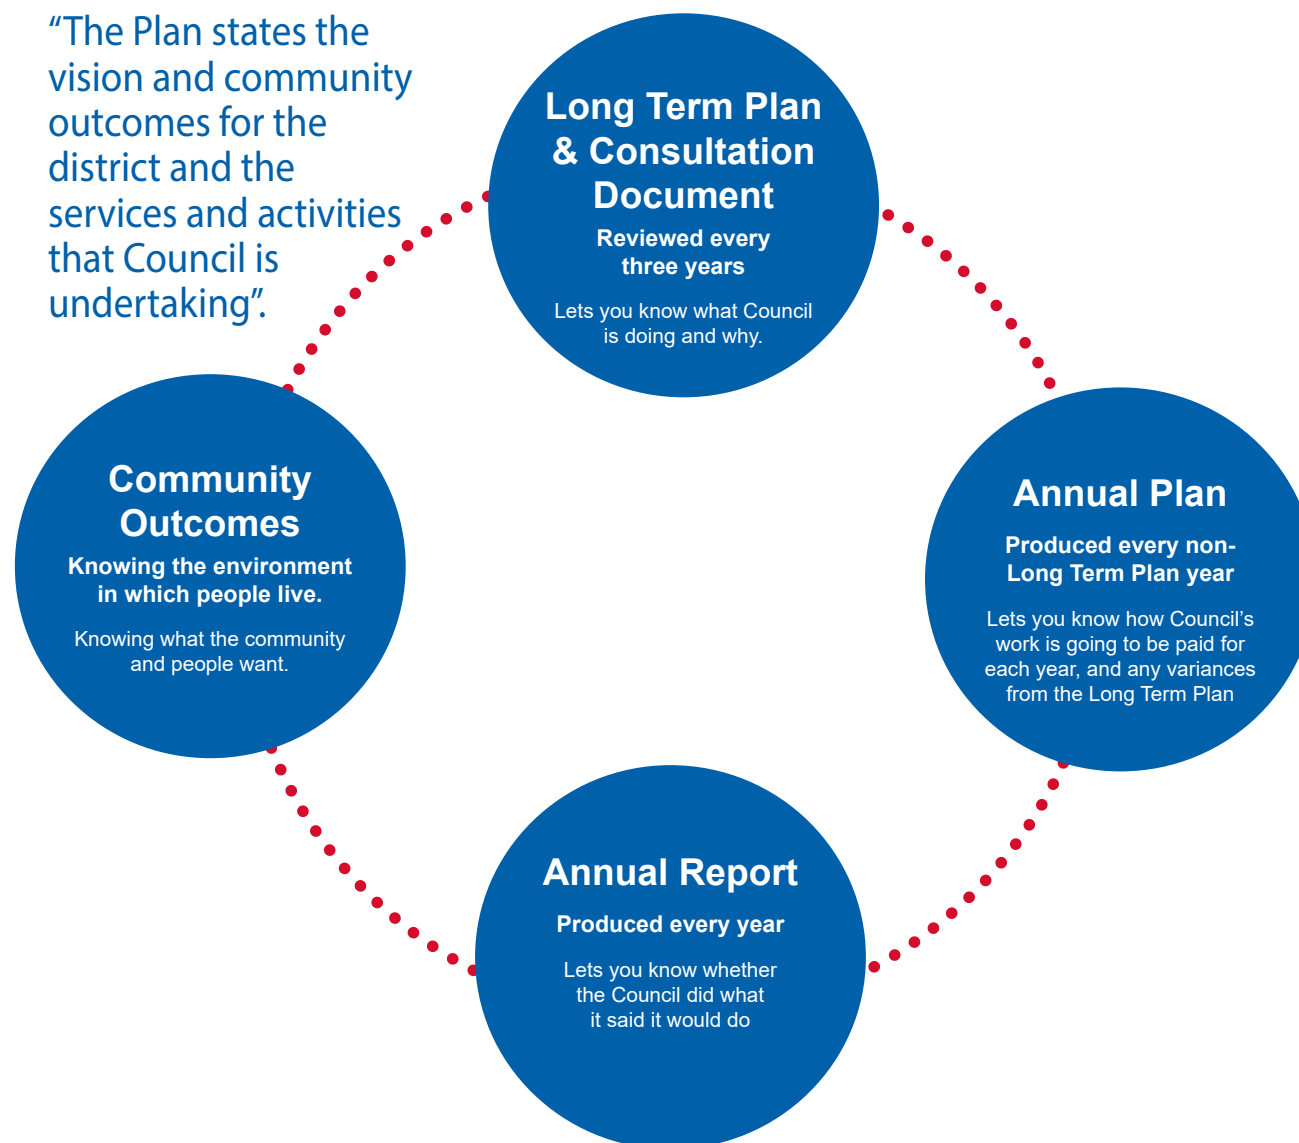 “The Plan states the
vision and community
outcomes for the
district and the
services and activities
that Council is
undertaking”.
Long Term Plan
& Consultation
Document
Reviewed every
three years
Lets you know what Council
is doing and why.
Community
Outcomes
Knowing the environment
in which people live.
Knowing what the community
and people want.
Annual Plan
Produced every non-
Long Term Plan year
Lets you know how Council’s
work is going to be paid for
each year, and any variances
from the Long Term Plan
Annual Report
Produced every year
Lets you know whether
the Council did what
it said it would do